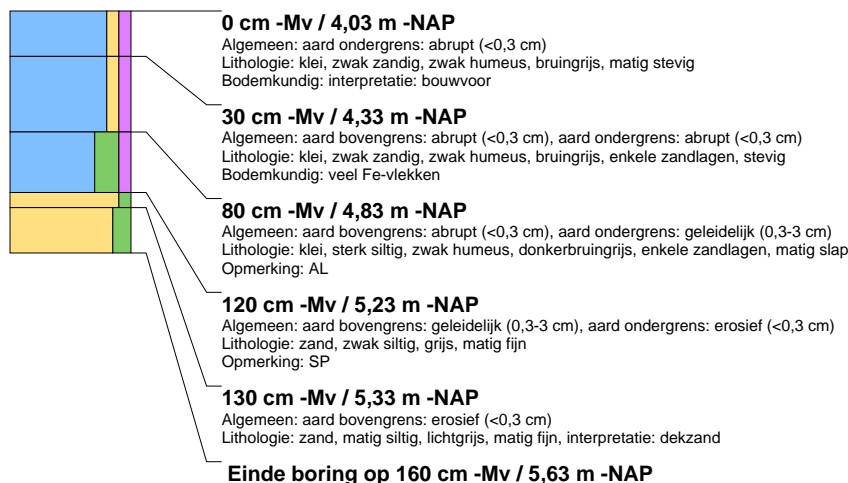 0 cm -Mv / 4,03 m -NAP
Algemeen: aard ondergrens: abrupt (<0,3 cm)
Lithologie: klei, zwak zandig, zwak humeus, bruingrijs, matig stevig
Bodemkundig: interpretatie: bouwvoor
30 cm -Mv / 4,33 m -NAP
Algemeen: aard bovengrens: abrupt (<0,3 cm), aard ondergrens: abrupt (<0,3 cm)
Lithologie: klei, zwak zandig, zwak humeus, bruingrijs, enkele zandlagen, stevig
Bodemkundig: veel Fe-vlekken
80 cm -Mv / 4,83 m -NAP
Algemeen: aard bovengrens: abrupt (<0,3 cm), aard ondergrens: geleidelijk (0,3-3 cm)
Lithologie: klei, sterk siltig, zwak humeus, donkerbruingrijs, enkele zandlagen, matig slap
Opmerking: AL
120 cm -Mv / 5,23 m -NAP
Algemeen: aard bovengrens: geleidelijk (0,3-3 cm), aard ondergrens: erosief (<0,3 cm)
Lithologie: zand, zwak siltig, grijs, matig fijn
Opmerking: SP
130 cm -Mv / 5,33 m -NAP
Algemeen: aard bovengrens: erosief (<0,3 cm)
Lithologie: zand, matig siltig, lichtgrijs, matig fijn, interpretatie: dekzand
Einde boring op 160 cm -Mv / 5,63 m -NAP